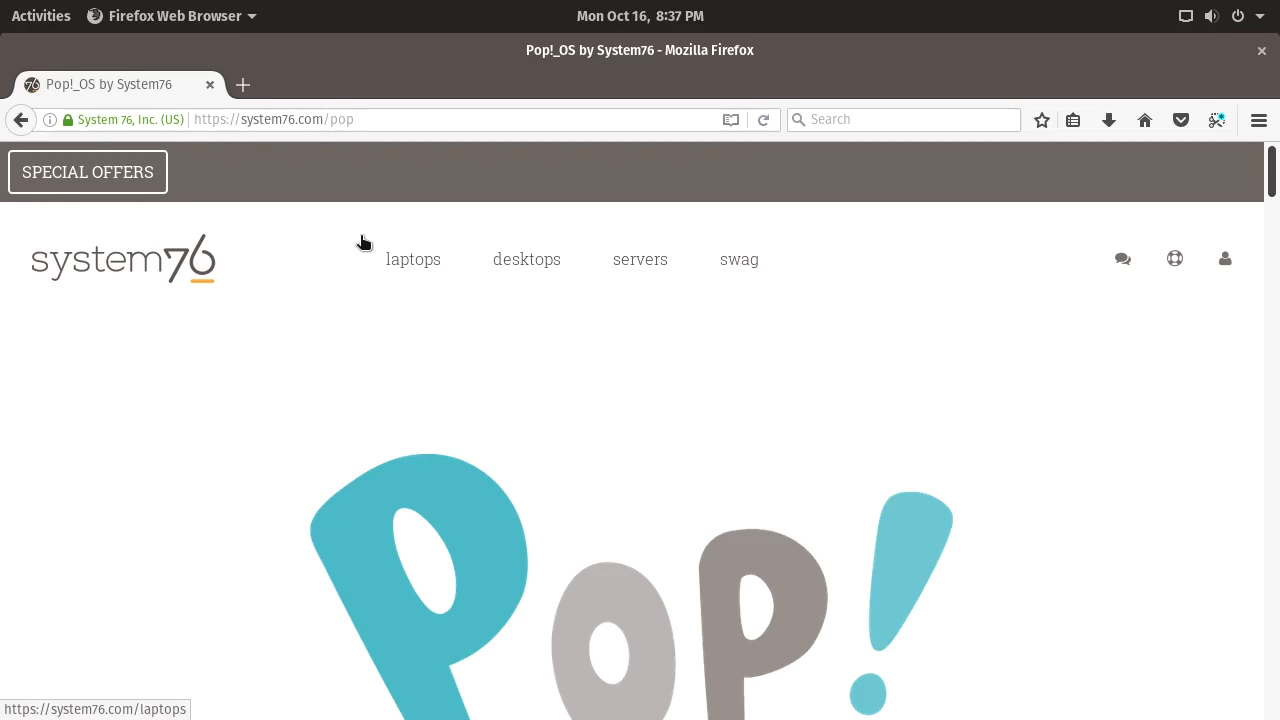 Activities Firefox Web Browser Mon Oct 16, 8:37 PM
Pop!_OS by System76 - Mozilla Firefox
76 Pop!_OS by System76
System 76, Inc. (US) https://system76.com/pop Search
SPECIAL OFFERS
system76 laptops desktops servers swag
Pop!
https://system76.com/laptops